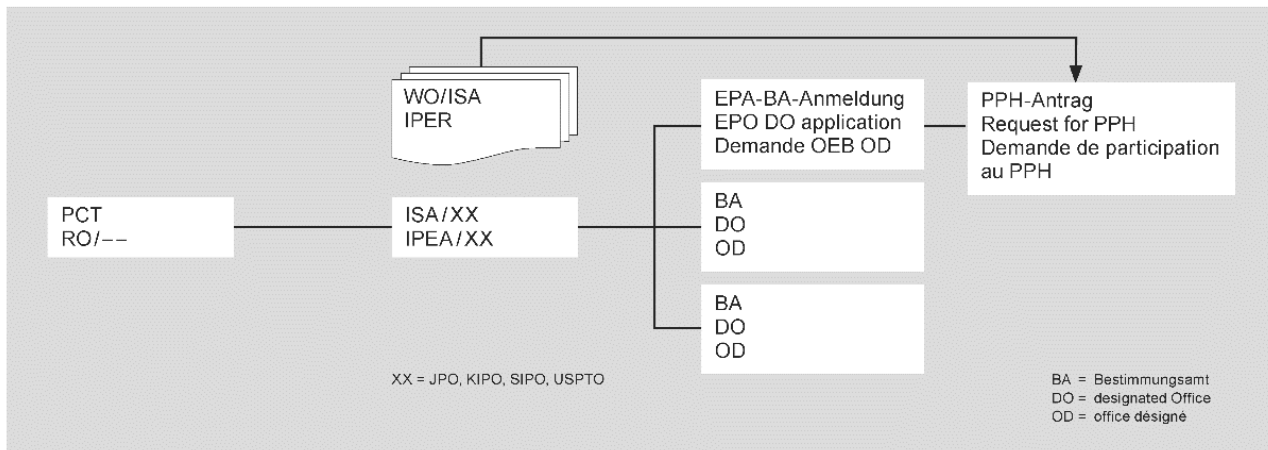 WO/ISA
IPER
EPA-BA-Anmeldung
EPO DO application
Demande OEB OD
PPH-Antrag
Request for PPH
Demande de participation
au PPH
PCT
RO/––
ISA/XX
IPEA/XX
BA
DO
OD
BA
DO
OD
XX = JPO, KIPO, SIPO, USPTO
BA = Bestimmungsamt
DO = designated Office
OD = office désigné